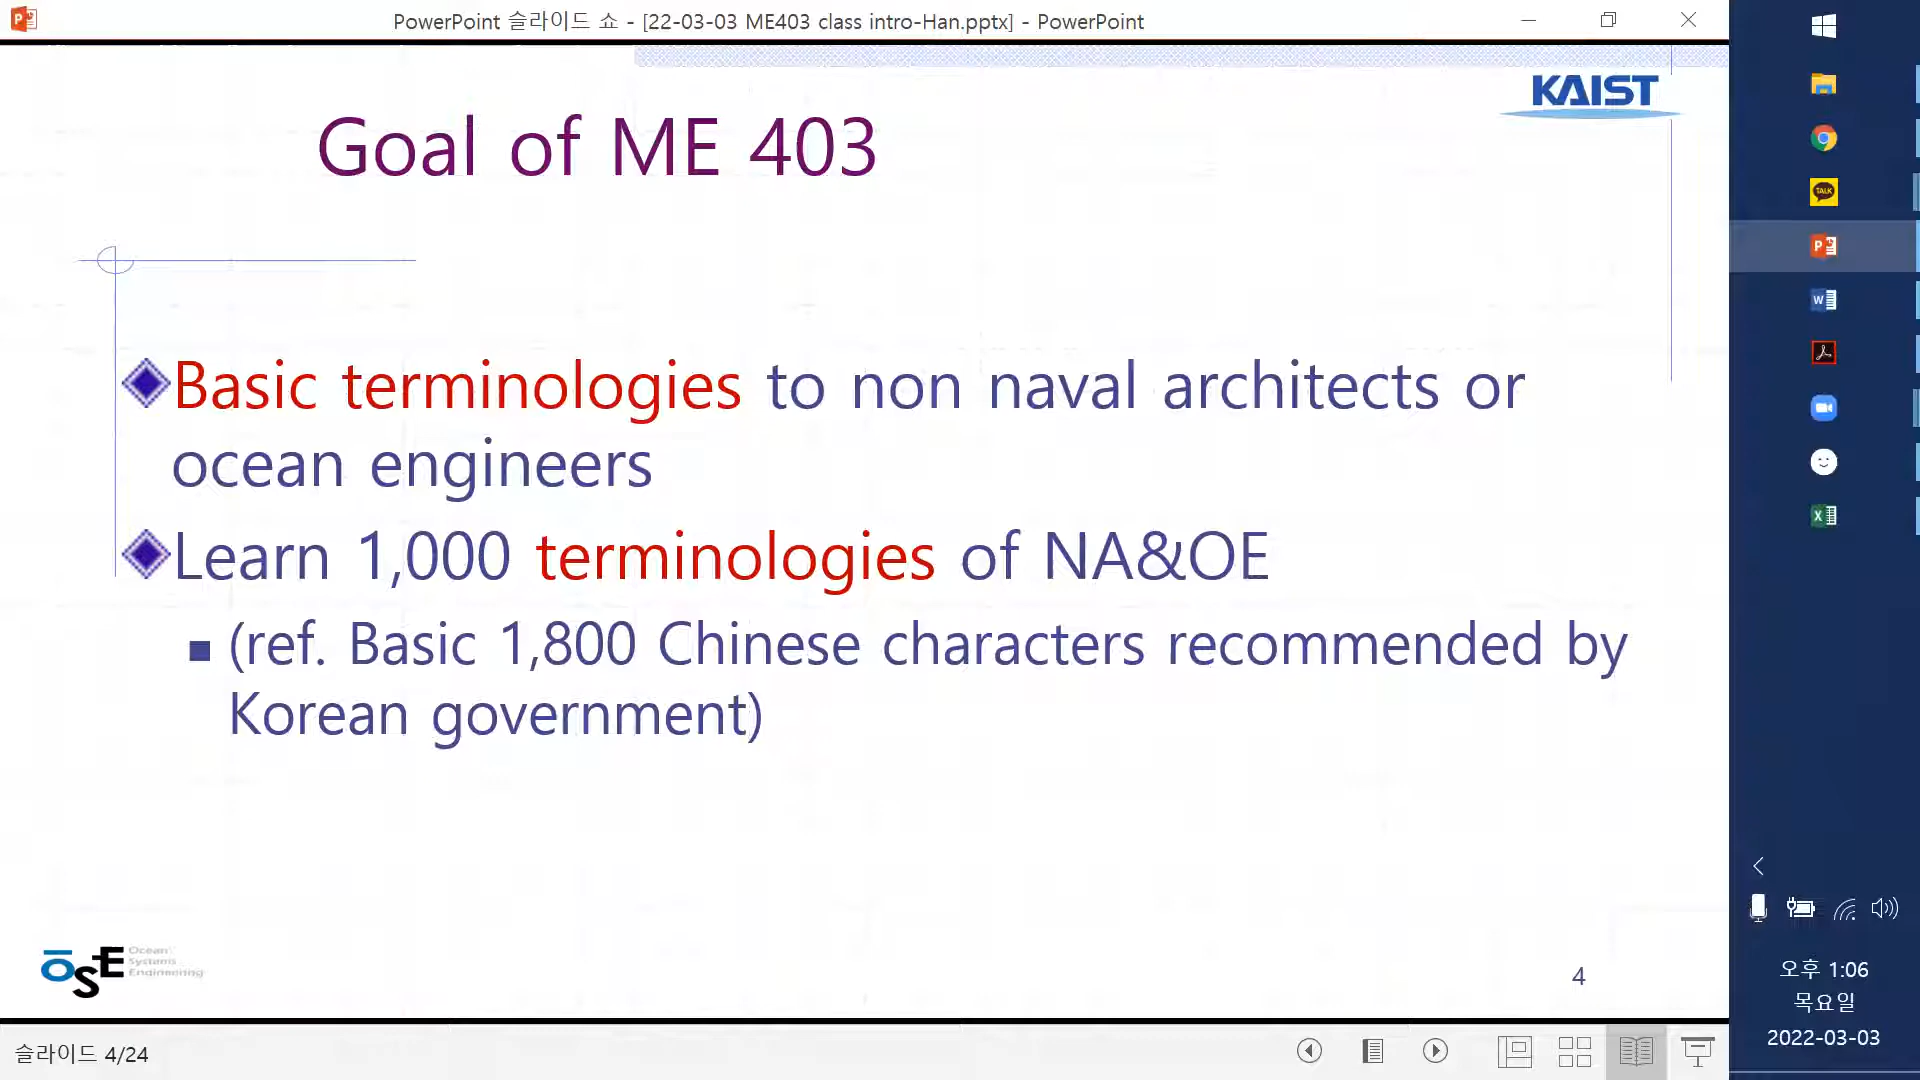 PowerPoint 슬라이드 쇼 - [22-03-03 ME403 class intro-Han.pptx] - PowerPoint
KAIST
Goal of ME 403
Basic terminologies to non naval architects or
ocean engineers
Learn 1,000 terminologies of NA&OE
(ref. Basic 1,800 Chinese characters recommended by
Korean government)
OSE
Ocean
Systems
Engineering
4
슬라이드 4/24
TALK
오후 1:06
목요일
2022-03-03